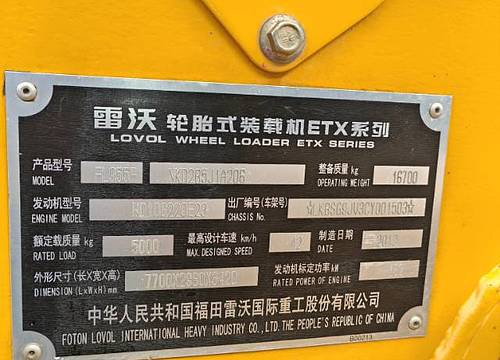 雷沃 轮胎式装载机ETX系列
LOVOL WHEEL LOADER ETX SERIES
产品型号 MODEL
整备质量 kg OPERATING WEIGHT 16700
发动机型号 ENGINE MODEL
出厂编号(车架号) CHASSIS No.
额定载质量 kg RATED LOAD 5000
最高设计车速 km/h MAX.DESIGNED SPEED 42
制造日期 DATE
外形尺寸(长X宽X高) DIMENSION (LxWxH) mm
发动机标定功率 kW RATED POWER OF ENGINE
中华人民共和国福田雷沃国际重工股份有限公司
FOTON LOVOL INTERNATIONAL HEAVY INDUSTRY CO.,LTD.THE PEOPLE'S REPUBLIC OF CHINA
B00213